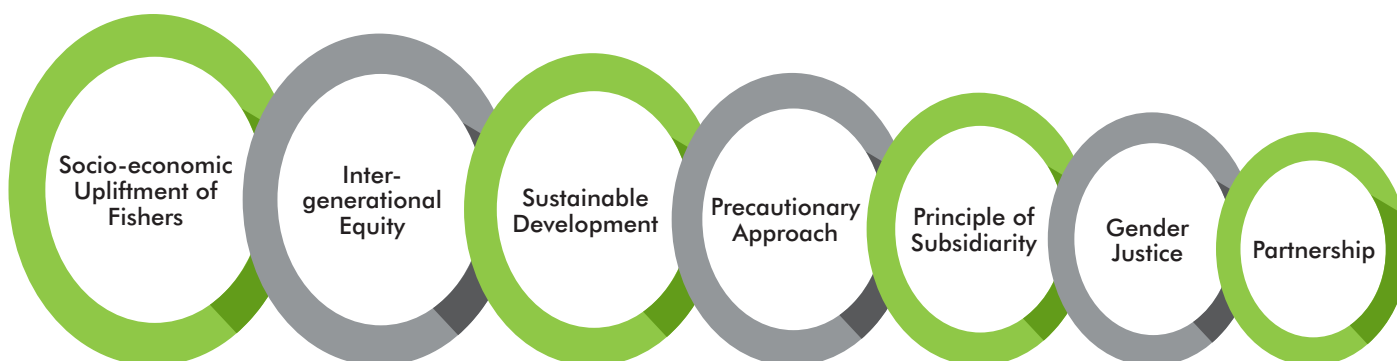 Socio-economic
Upliftment of
Fishers
Inter-
generational
Equity
Sustainable
Development
Precautionary
Approach
Principle of
Subsidiarity
Gender
Justice
Partnership